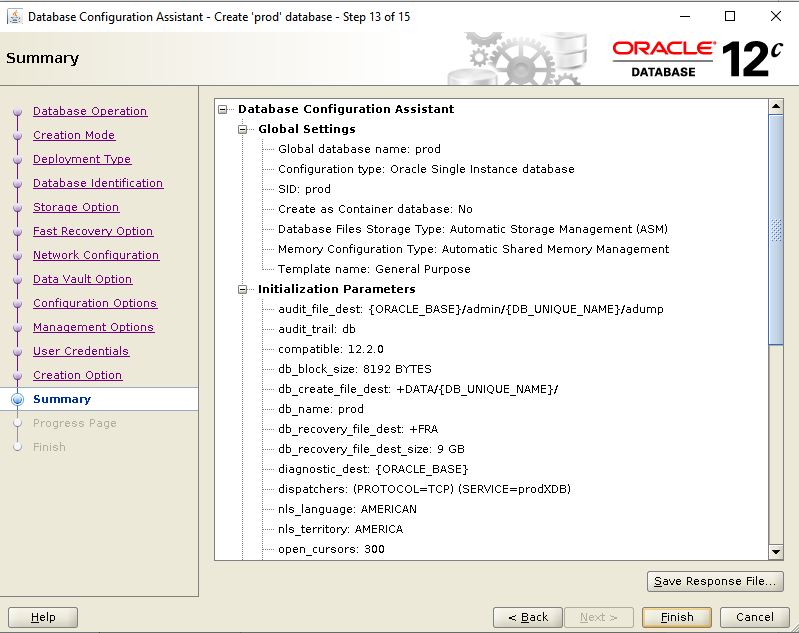 Database Configuration Assistant - Create 'prod' database - Step 13 of 15
Summary
ORACLE
DATABASE
12c
Database Operation
Creation Mode
Deployment Type
Database Identification
Storage Option
Fast Recovery Option
Network Configuration
Data Vault Option
Configuration Options
Management Options
User Credentials
Creation Option
Summary
Progress Page
Finish
Database Configuration Assistant
Global Settings
Global database name: prod
Configuration type: Oracle Single Instance database
SID: prod
Create as Container database: No
Database Files Storage Type: Automatic Storage Management (ASM)
Memory Configuration Type: Automatic Shared Memory Management
Template name: General Purpose
Initialization Parameters
audit_file_dest: {ORACLE_BASE}/admin/{DB_UNIQUE_NAME}/adump
audit_trail: db
compatible: 12.2.0
db_block_size: 8192 BYTES
db_create_file_dest: +DATA/{DB_UNIQUE_NAME}/
db_name: prod
db_recovery_file_dest: +FRA
db_recovery_file_dest_size: 9 GB
diagnostic_dest: {ORACLE_BASE}
dispatchers: (PROTOCOL=TCP) (SERVICE=prodXDB)
nls_language: AMERICAN
nls_territory: AMERICA
open_cursors: 300
Save Response File...
Help
< Back
Next >
Finish
Cancel